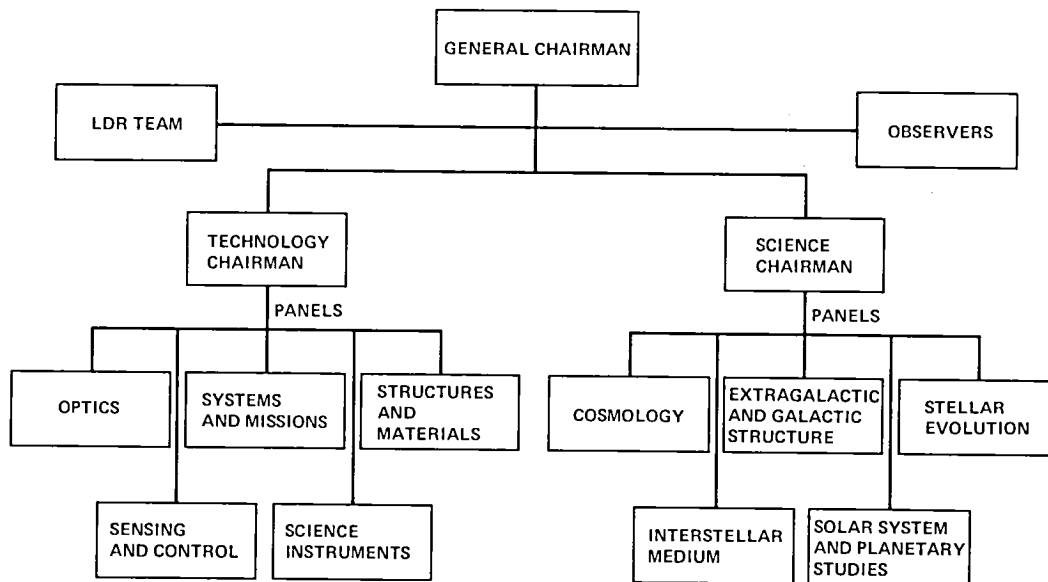 GENERAL CHAIRMAN
LDR TEAM
OBSERVERS
TECHNOLOGY
CHAIRMAN
SCIENCE
CHAIRMAN
PANELS
PANELS
OPTICS
SYSTEMS
AND MISSIONS
STRUCTURES
AND
MATERIALS
COSMOLOGY
EXTRAGALACTIC
AND GALACTIC
STRUCTURE
STELLAR
EVOLUTION
SENSING
AND CONTROL
SCIENCE
INSTRUMENTS
INTERSTELLAR
MEDIUM
SOLAR SYSTEM
AND PLANETARY
STUDIES